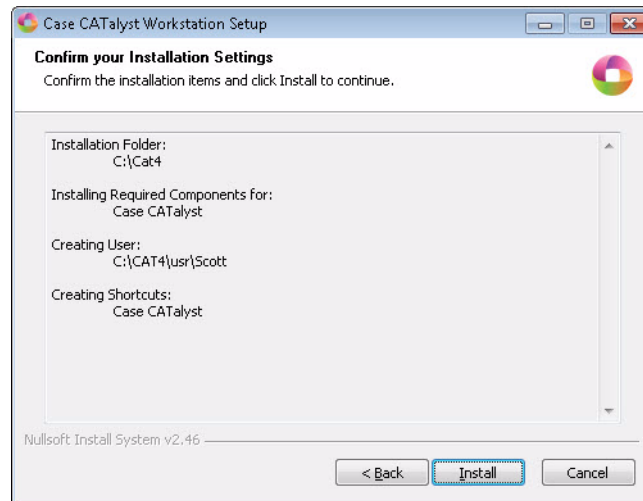 Case CATalyst Workstation Setup
Confirm your Installation Settings
Confirm the installation items and click Install to continue.
Installation Folder:
C:\Cat4
Installing Required Components for:
Case CATalyst
Creating User:
C:\CAT4\usr\Scott
Creating Shortcuts:
Case CATalyst
Nullsoft Install System v2.46
< Back
Install
Cancel